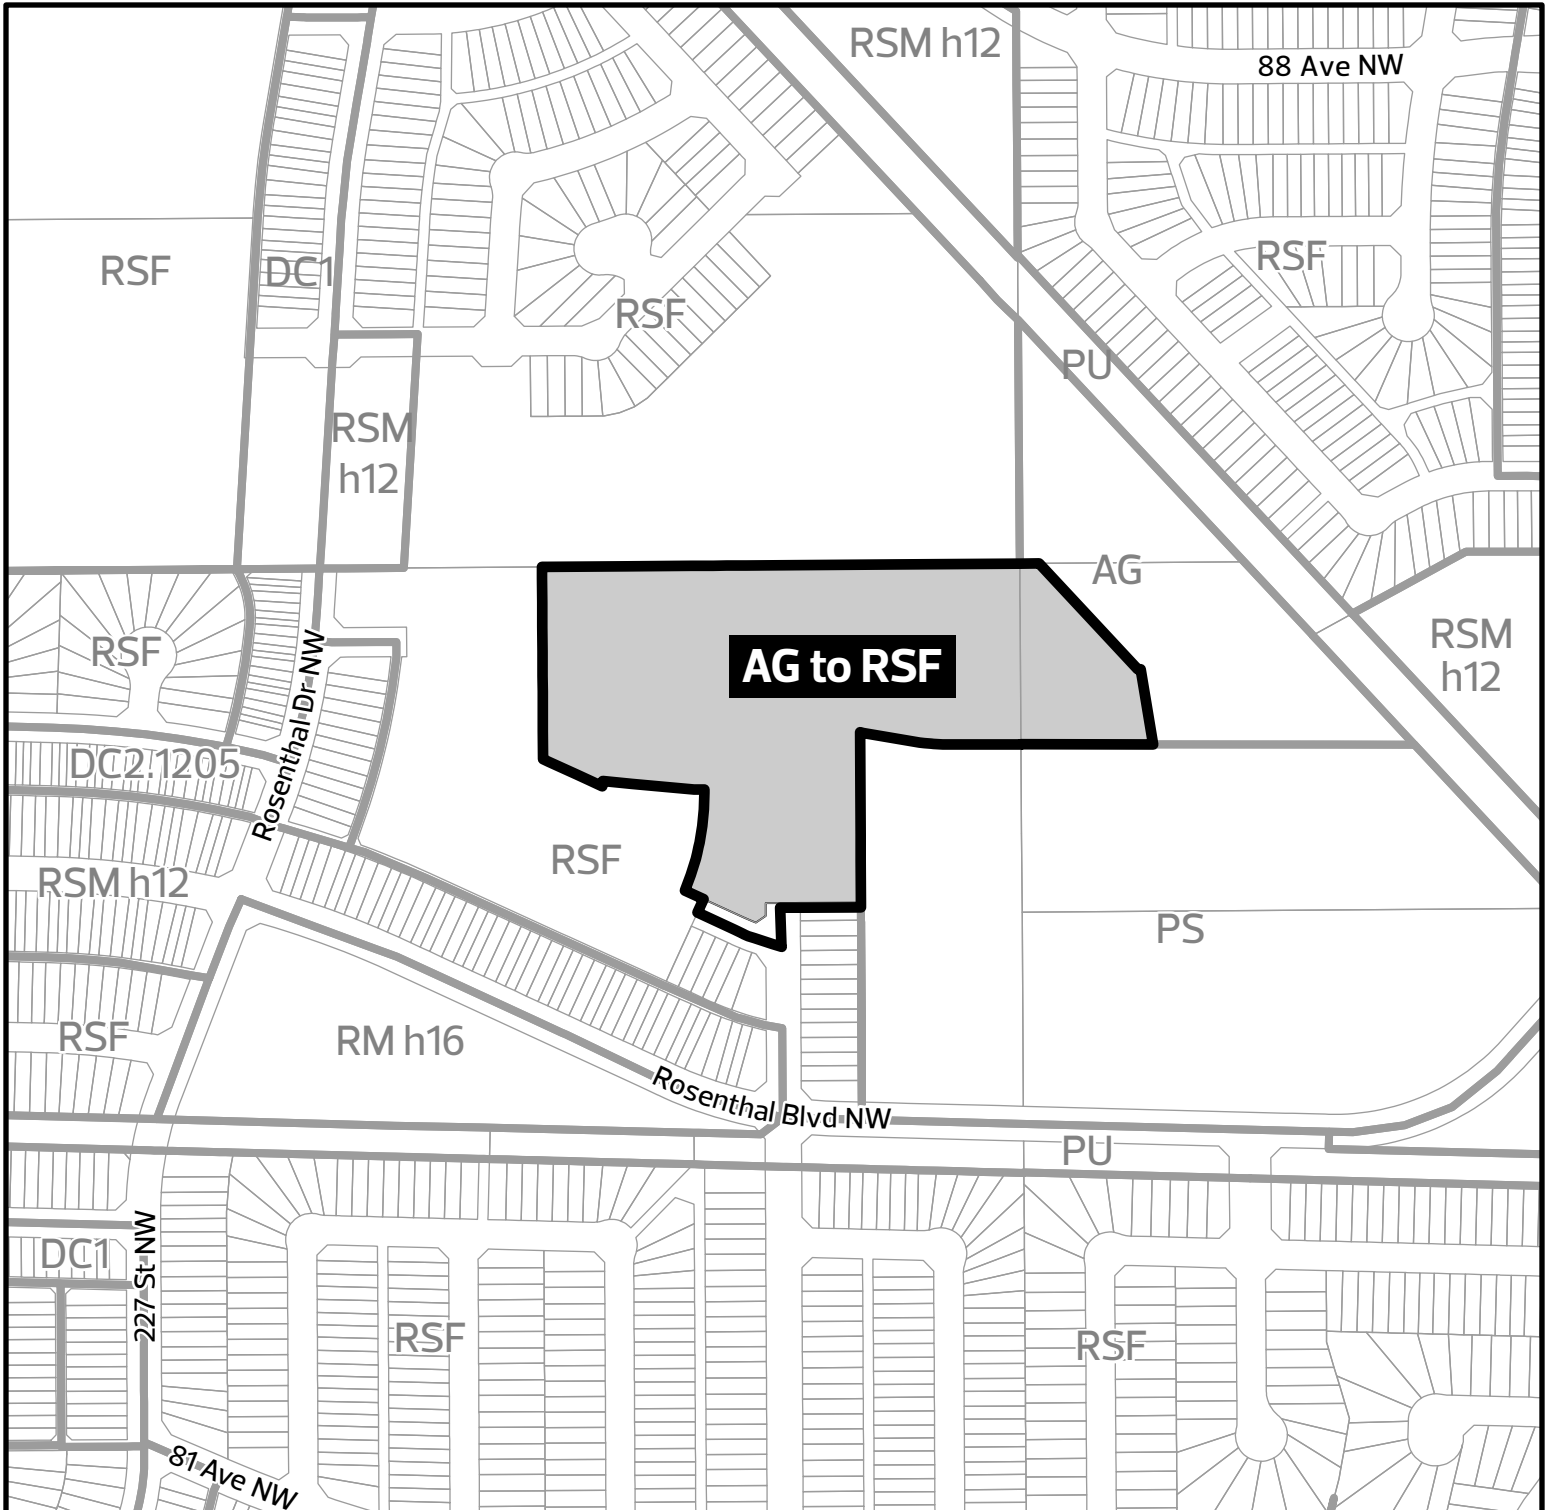 RSM h12
88 Ave NW
RSF
DC1
RSF
RSF
PU
RSM
h12
AG
RSF
Rosenthal Dr NW
AG to RSF
RSM
h12
DC2.1205
RSF
RSM h12
PS
RSF
RM h16
Rosenthal Blvd NW
PU
DC1
227 St NW
RSF
RSF
81 Ave NW